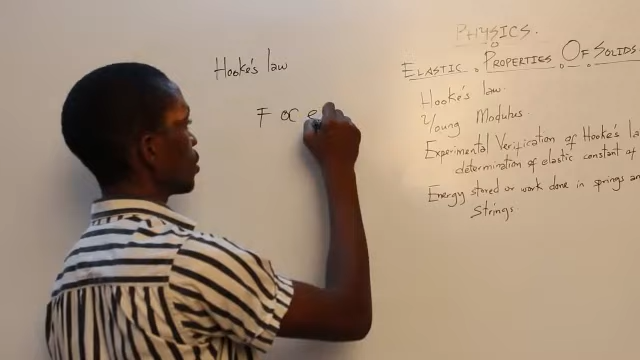 Hooke's law
F ∝ e
PHYSICS.
ELASTIC PROPERTIES OF SOLIDS
Hooke's law.
Young Modulus.
Experimental Verification of Hooke's la
determination of elastic constant of
Energy stored or work done in springs an
Strings.